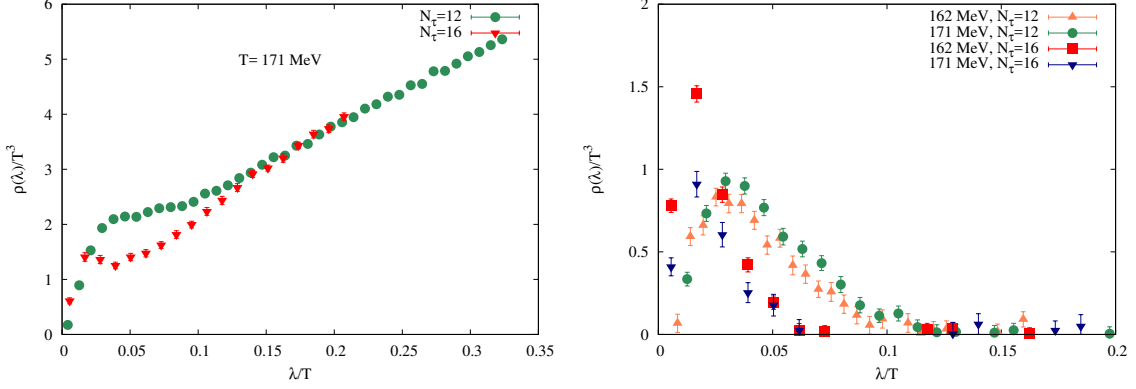 6
5
4
3
2
1
0
0 0.05 0.1 0.15 0.2 0.25 0.3 0.35
ρ(λ)/T³
λ/T
T= 171 MeV
N_τ=12
N_τ=16
2
1.5
1
0.5
0
0 0.05 0.1 0.15 0.2
ρ(λ)/T³
λ/T
162 MeV, N_τ=12
171 MeV, N_τ=12
162 MeV, N_τ=16
171 MeV, N_τ=16